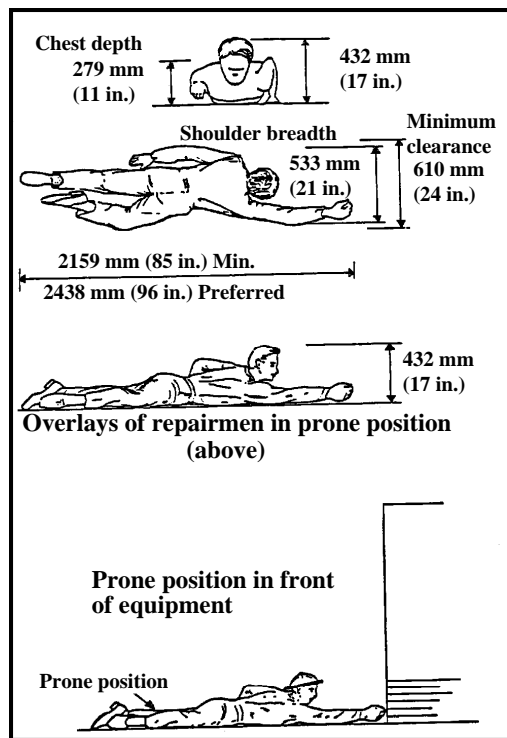 Chest depth
279 mm
(11 in.)
432 mm
(17 in.)
Shoulder breadth
533 mm
(21 in.)
Minimum
clearance
610 mm
(24 in.)
2159 mm (85 in.) Min.
2438 mm (96 in.) Preferred
432 mm
(17 in.)
Overlays of repairmen in prone position
(above)
Prone position in front
of equipment
Prone position